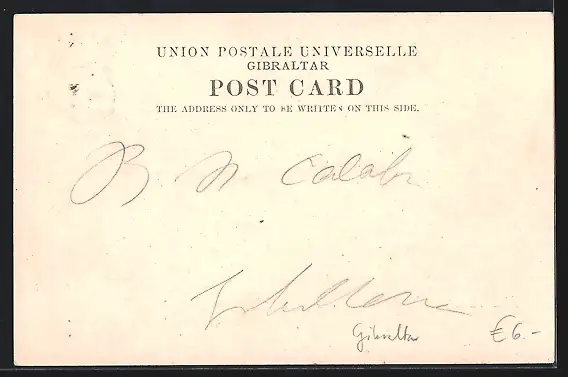 UNION POSTALE UNIVERSELLE
GIBRALTAR
POST CARD
THE ADDRESS ONLY TO BE WRITTEN ON THIS SIDE.
Gibraltar €6.-